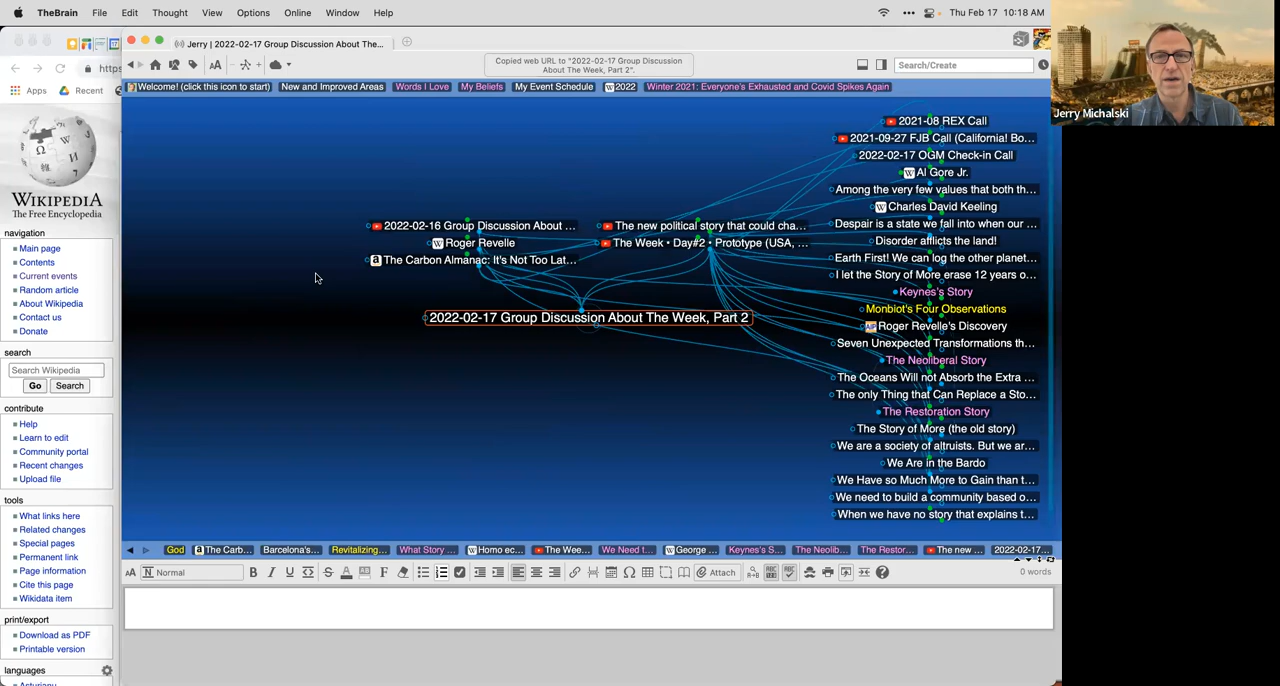 TheBrain File Edit Thought View Options Online Window Help Thu Feb 17 10:18 AM
Jerry | 2022-02-17 Group Discussion About The...
https
Copied web URL to "2022-02-17 Group Discussion
About The Week, Part 2".
Search/Create
Apps Recent
Welcome! (click this icon to start) New and Improved Areas Words I Love My Beliefs My Event Schedule 2022 Winter 2021: Everyone's Exhausted and Covid Spikes Again
Jerry Michalski
WIKIPEDIA
The Free Encyclopedia
navigation
Main page
Contents
Current events
Random article
About Wikipedia
Contact us
Donate
search
Search Wikipedia
Go Search
contribute
Help
Learn to edit
Community portal
Recent changes
Upload file
tools
What links here
Related changes
Special pages
Permanent link
Page information
Cite this page
Wikidata item
print/export
Download as PDF
Printable version
languages
2022-02-16 Group Discussion About ...
Roger Revelle
The Carbon Almanac: It's Not Too Lat...
The new political story that could cha...
The Week • Day#2 • Prototype (USA, ...
2022-02-17 Group Discussion About The Week, Part 2
2021-08 REX Call
2021-09-27 FJB Call (California! Bo...
2022-02-17 OGM Check-in Call
Al Gore Jr.
Among the very few values that both th...
Charles David Keeling
Despair is a state we fall into when our ...
Disorder afflicts the land!
Earth First! We can log the other planet...
I let the Story of More erase 12 years o...
Keynes's Story
Monbiot's Four Observations
Roger Revelle's Discovery
Seven Unexpected Transformations th...
The Neoliberal Story
The Oceans Will not Absorb the Extra ...
The only Thing that Can Replace a Sto...
The Restoration Story
The Story of More (the old story)
We are a society of altruists. But we ar...
We Are in the Bardo
We Have so Much More to Gain than t...
We need to build a community based o...
When we have no story that explains t...
God The Carb... Barcelona's... Revitalizing... What Story ... Homo ec... The Wee... We Need t... George ... Keynes's S... The Neolib... The Restor... The new ... 2022-02-17...
Normal B I U S A F Attach 0 words